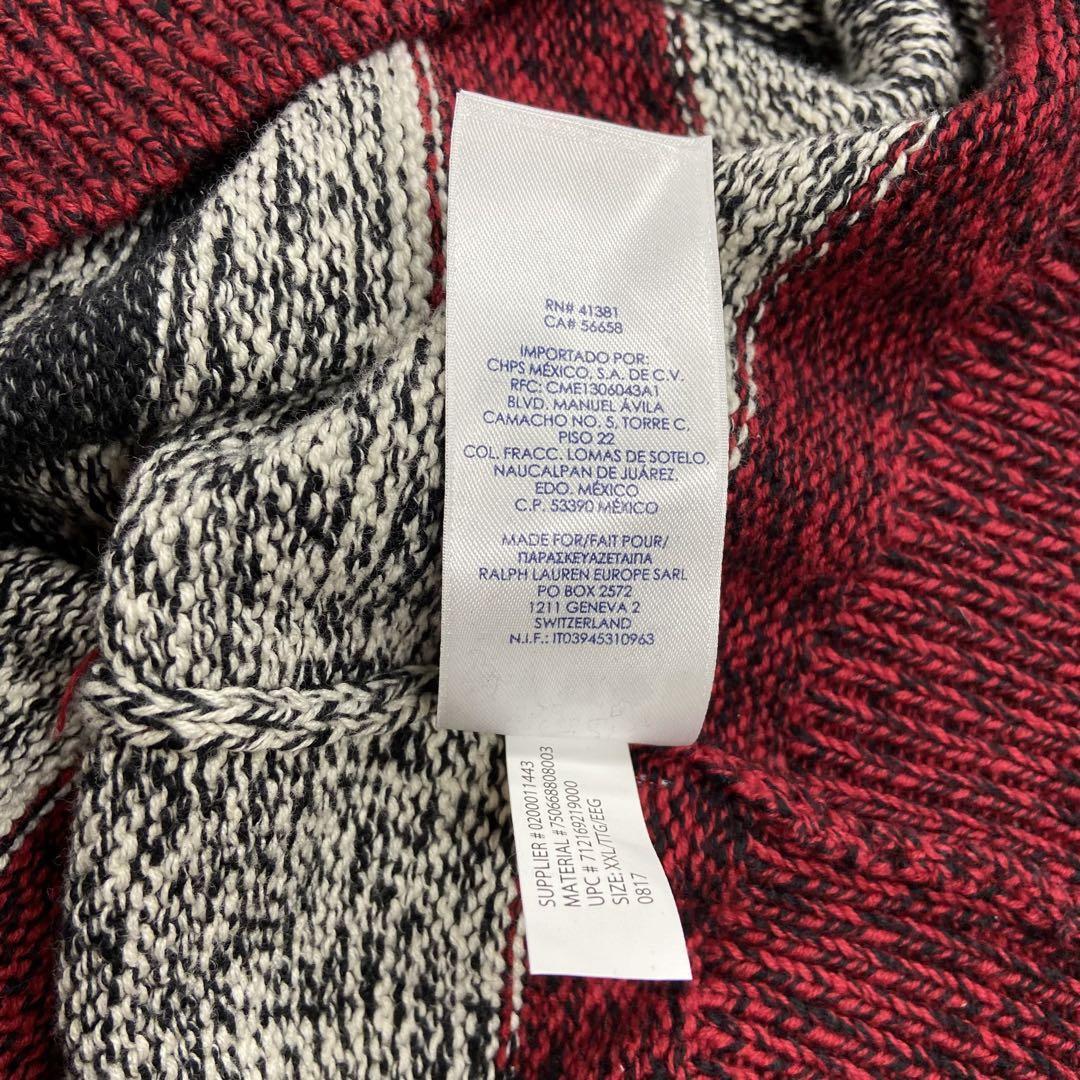 RN# 41381
CA# 56658
IMPORTADO POR:
CHPS MÉXICO, S.A. DE C.V.
RFC: CME1306043A1
BLVD. MANUEL ÁVILA
CAMACHO NO. 5, TORRE C,
PISO 22
COL. FRACC. LOMAS DE SOTELO,
NAUCALPAN DE JUÁREZ,
EDO. MÉXICO
C.P. 53390 MÉXICO
MADE FOR/FAIT POUR/
ΠΑΡΑΣΚΕΥΑΖΕΤΑΙΓΙΑ
RALPH LAUREN EUROPE SARL
PO BOX 2572
1211 GENEVA 2
SWITZERLAND
N.I.F.: IT03945310963
SUPPLIER # 0200011443
MATERIAL # 750668808003
UPC # 712169219000
SIZE: XXL/TTG/EEG
0817